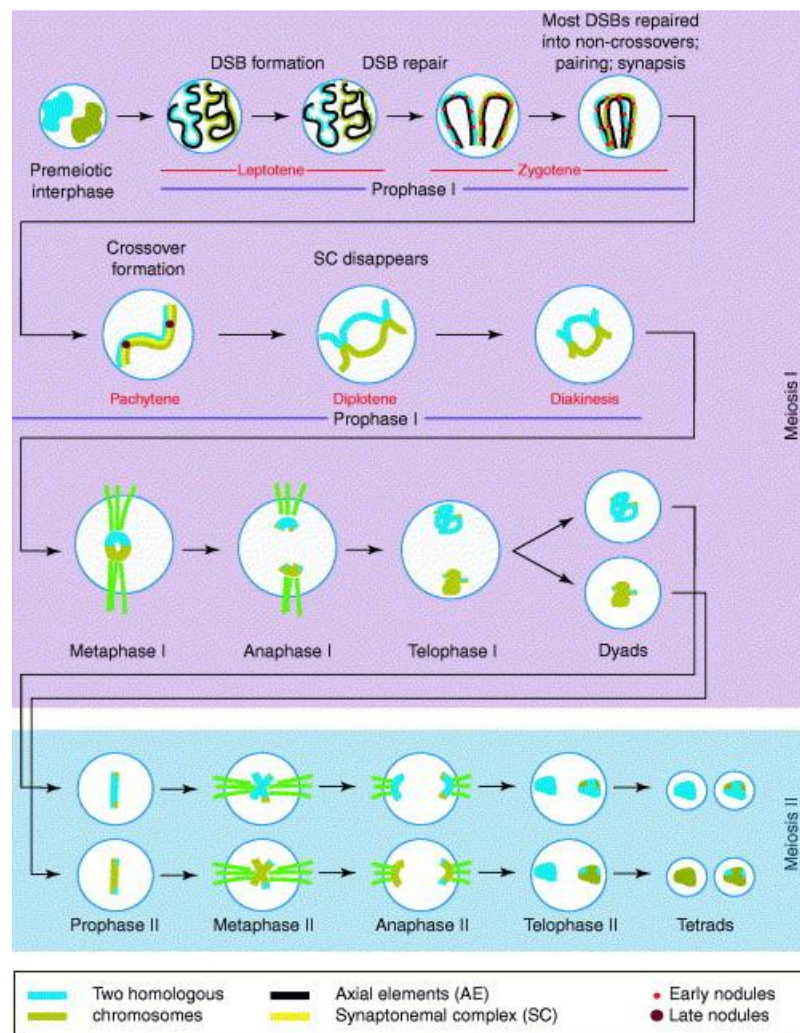 Most DSBs repaired
into non-crossovers;
pairing; synapsis
DSB formation
DSB repair
Premeiotic
interphase
Leptotene
Zygotene
Prophase I
Crossover
formation
SC disappears
Pachytene
Diplotene
Diakinesis
Prophase I
Meiosis I
Metaphase I
Anaphase I
Telophase I
Dyads
Meiosis II
Prophase II
Metaphase II
Anaphase II
Telophase II
Tetrads
Two homologous
chromosomes
Axial elements (AE)
Synaptonemal complex (SC)
Early nodules
Late nodules